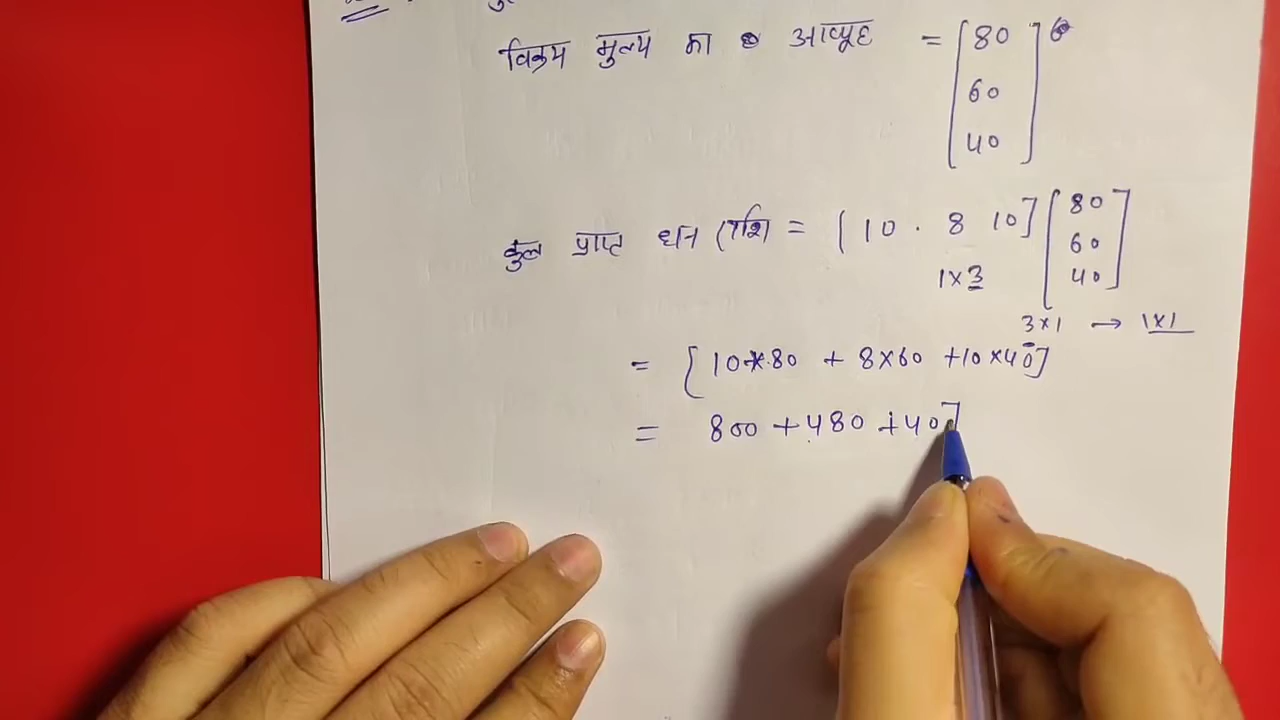 विक्रय मुल्य का आव्यूह = [80
60
40]
कुल प्राप्त धन राशि = [10 . 8 10] [80
60
40]
1×3
3×1 → 1×1
= [10×80 + 8×60 +10×40]
= 800 +480 +40]